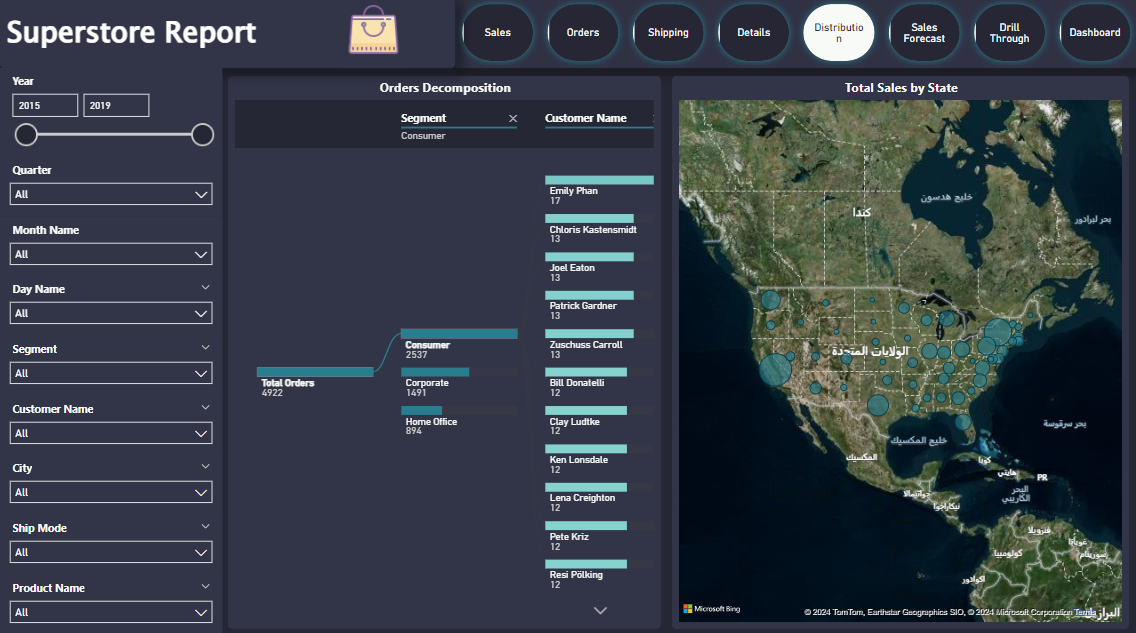 Superstore Report
Sales
Orders
Shipping
Details
Distributio
n
Sales
Forecast
Drill
Through
Dashboard
Year
2015
2019
Quarter
All
Month Name
All
Day Name
All
Segment
All
Customer Name
All
City
All
Ship Mode
All
Product Name
All
Orders Decomposition
Segment
Consumer
Customer Name
Total Orders
4922
Consumer
2537
Corporate
1491
Home Office
894
Emily Phan
17
Chloris Kastensmidt
13
Joel Eaton
13
Patrick Gardner
13
Zuschuss Carroll
13
Bill Donatelli
12
Clay Ludtke
12
Ken Lonsdale
12
Lena Creighton
12
Pete Kriz
12
Resi Pölking
12
Total Sales by State
خليج هدسون
كندا
بحر لبرادور
الولايات المتحدة
بحر سرقوسة
خليج المكسيك
المكسيك
كوبا
هايتي
PR
البحر
الكاريبي
جواتيمالا
نيكاراجوا
فنزويلا
غويانا
سورينام
كولومبيا
اكوادور
البرازيل
Microsoft Bing
© 2024 TomTom, Earthstar Geographics SIO, © 2024 Microsoft Corporation Terms